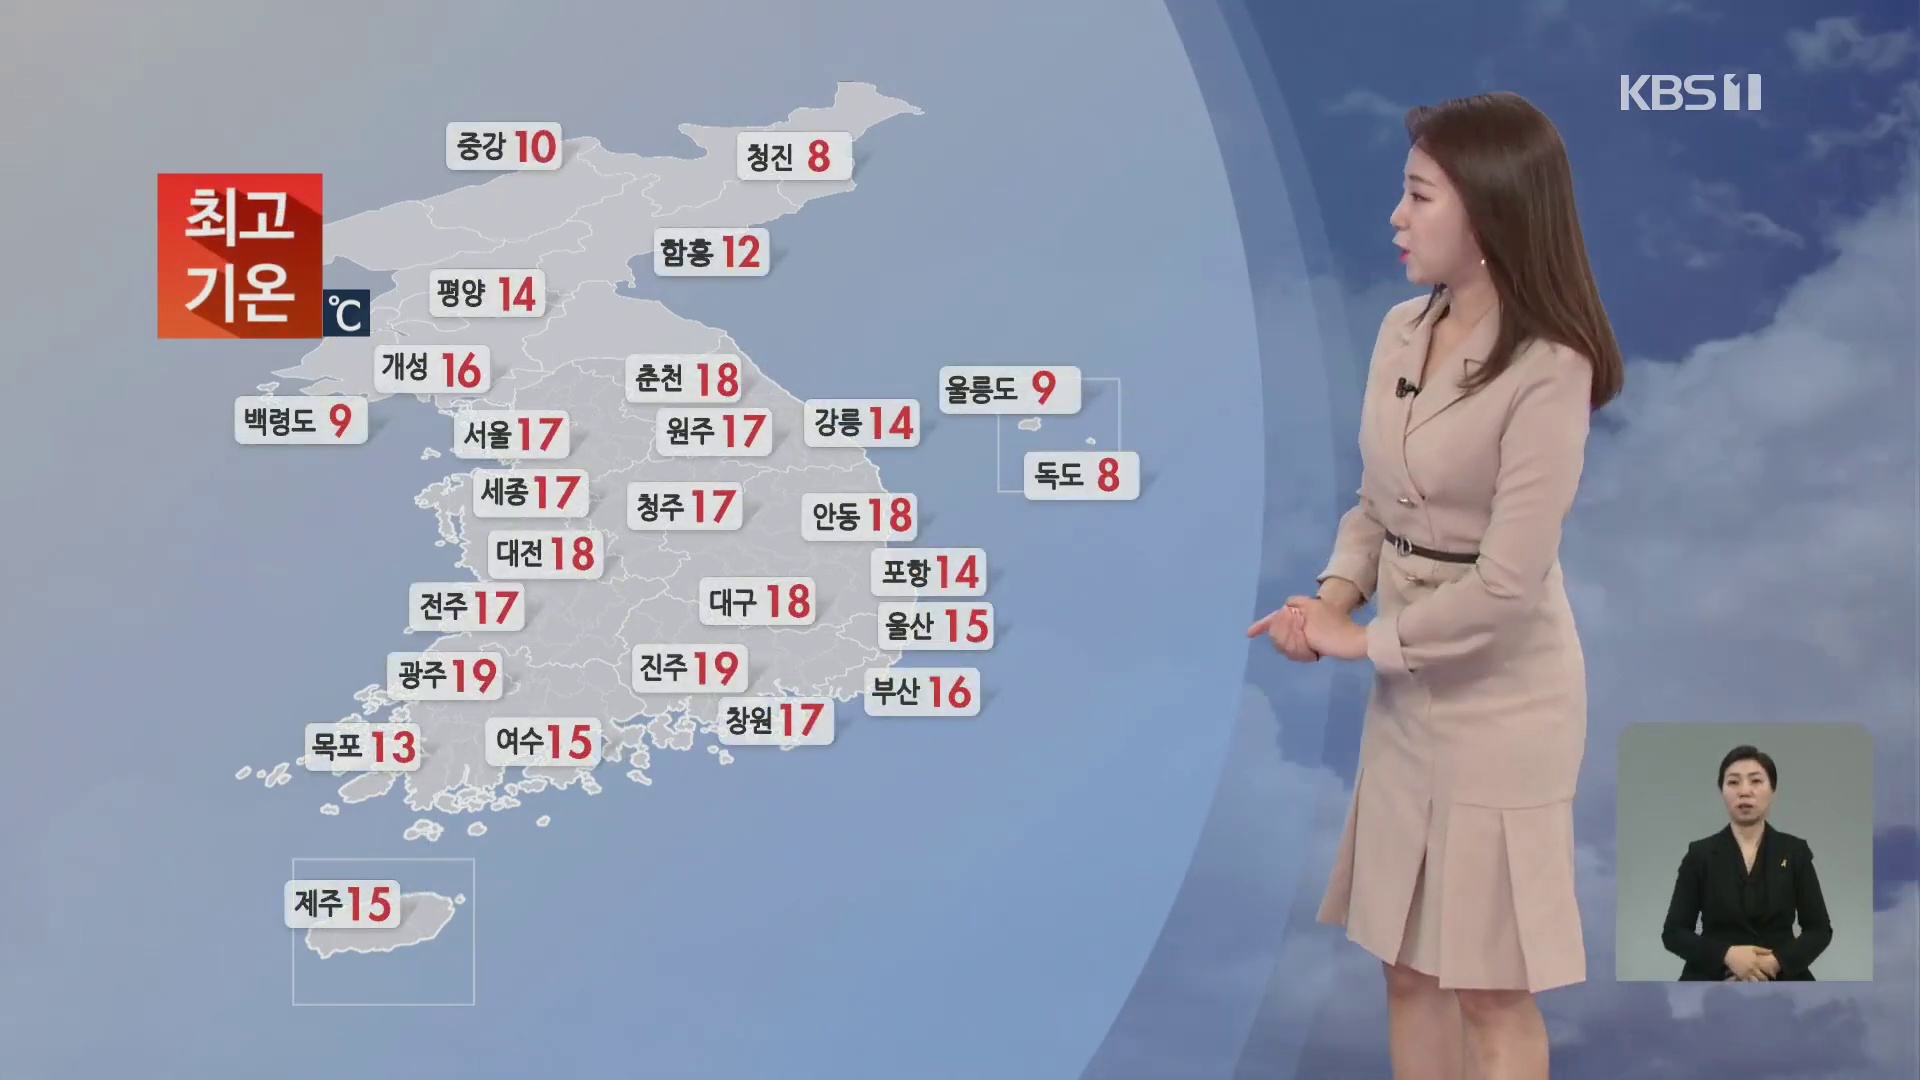 KBS 1
최고
기온
℃
중강 10
청진 8
함흥 12
평양 14
개성 16
백령도 9
서울 17
춘천 18
원주 17
강릉 14
울릉도 9
독도 8
세종 17
청주 17
안동 18
대전 18
포항 14
전주 17
대구 18
울산 15
광주 19
진주 19
부산 16
창원 17
목포 13
여수 15
제주 15